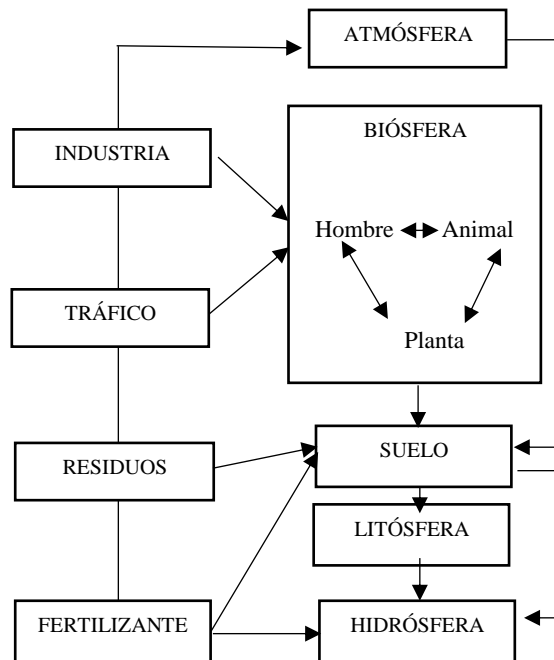 ATMÓSFERA
BIÓSFERA
INDUSTRIA
Hombre Animal
TRÁFICO
Planta
SUELO
RESIDUOS
LITÓSFERA
FERTILIZANTE
HIDRÓSFERA